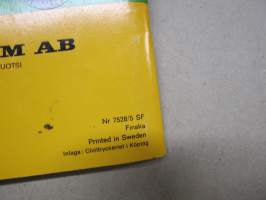 M AB
UOTSI
Nr 7528/5 SF
Finska
Printed in Sweden
Inlaga: Civiltryckeriet i Köping